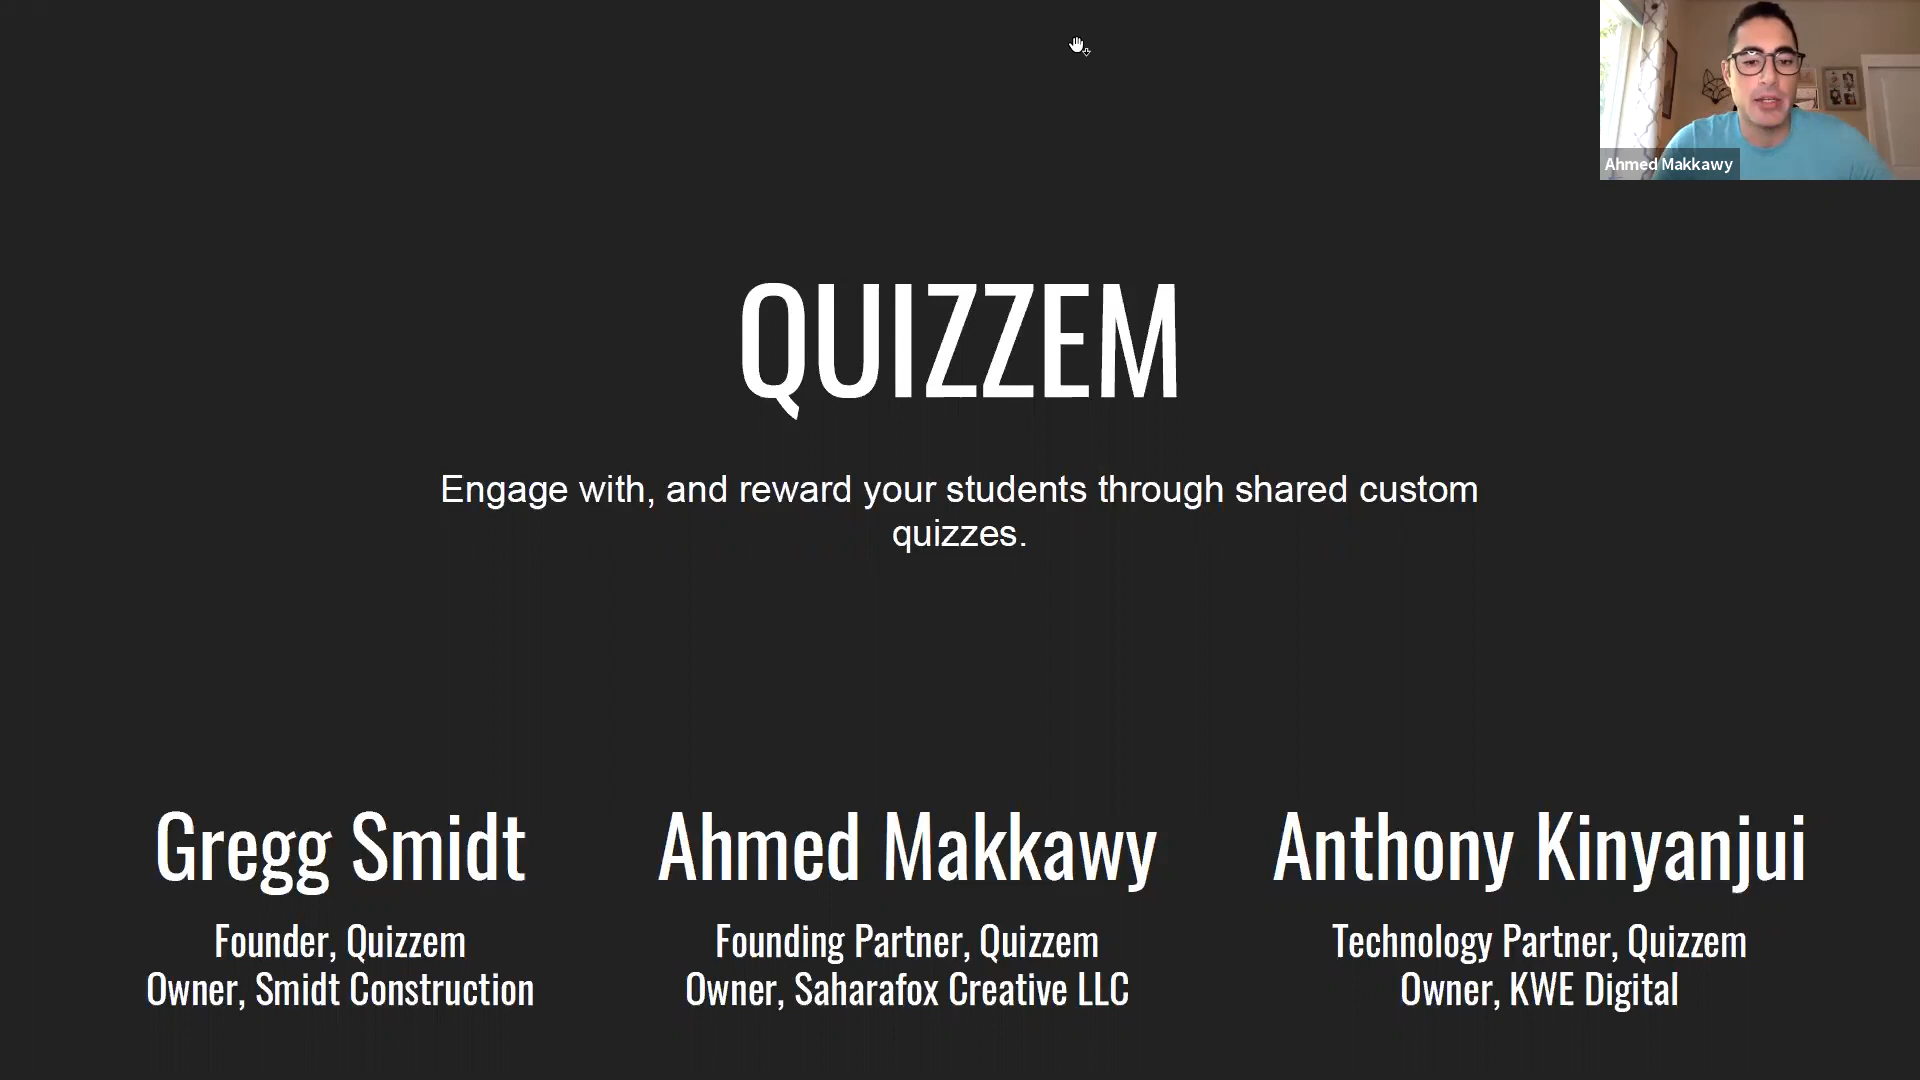 Ahmed Makkawy
QUIZZEM
Engage with, and reward your students through shared custom
quizzes.
Gregg Smidt
Founder, Quizzem
Owner, Smidt Construction
Ahmed Makkawy
Founding Partner, Quizzem
Owner, Saharafox Creative LLC
Anthony Kinyanjui
Technology Partner, Quizzem
Owner, KWE Digital